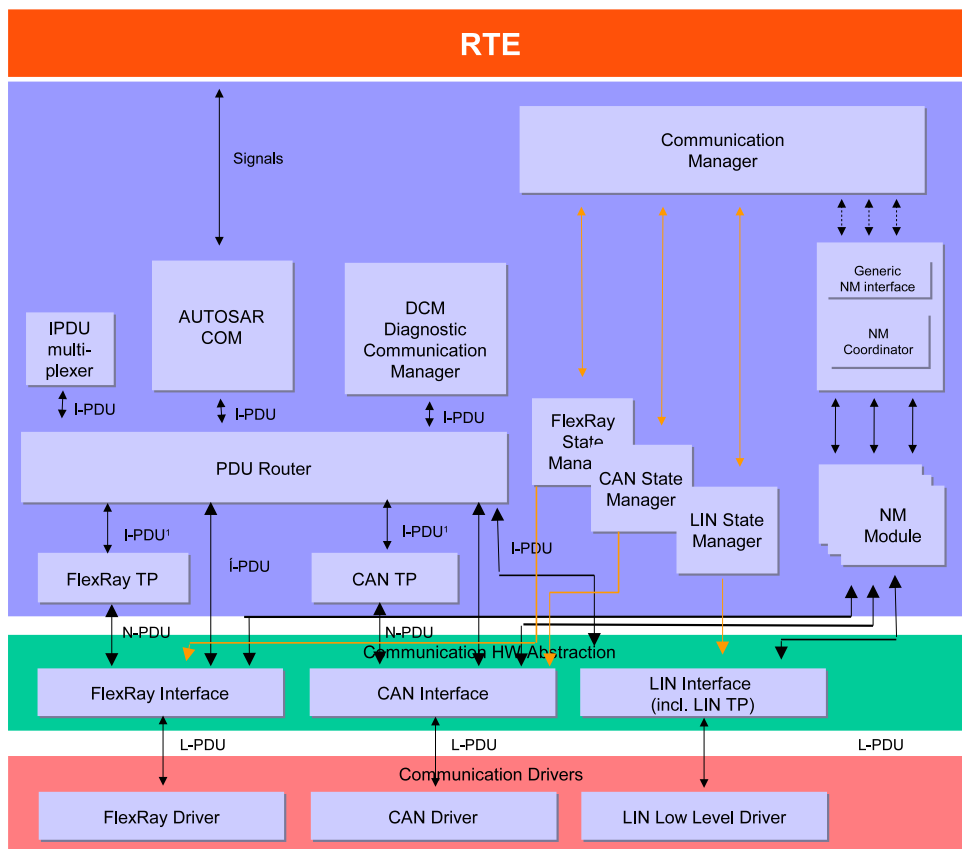 RTE
Signals
Communication
Manager
Generic
NM interface
NM
Coordinator
IPDU
multi-
plexer
AUTOSAR
COM
DCM
Diagnostic
Communication
Manager
I-PDU
I-PDU
I-PDU
PDU Router
FlexRay
State
Manager
CAN State
Manager
LIN State
Manager
NM
Module
I-PDU¹
Í-PDU
I-PDU¹
I-PDU
FlexRay TP
CAN TP
N-PDU
N-PDU
Communication HW Abstraction
FlexRay Interface
CAN Interface
LIN Interface
(incl. LIN TP)
L-PDU
L-PDU
L-PDU
Communication Drivers
FlexRay Driver
CAN Driver
LIN Low Level Driver